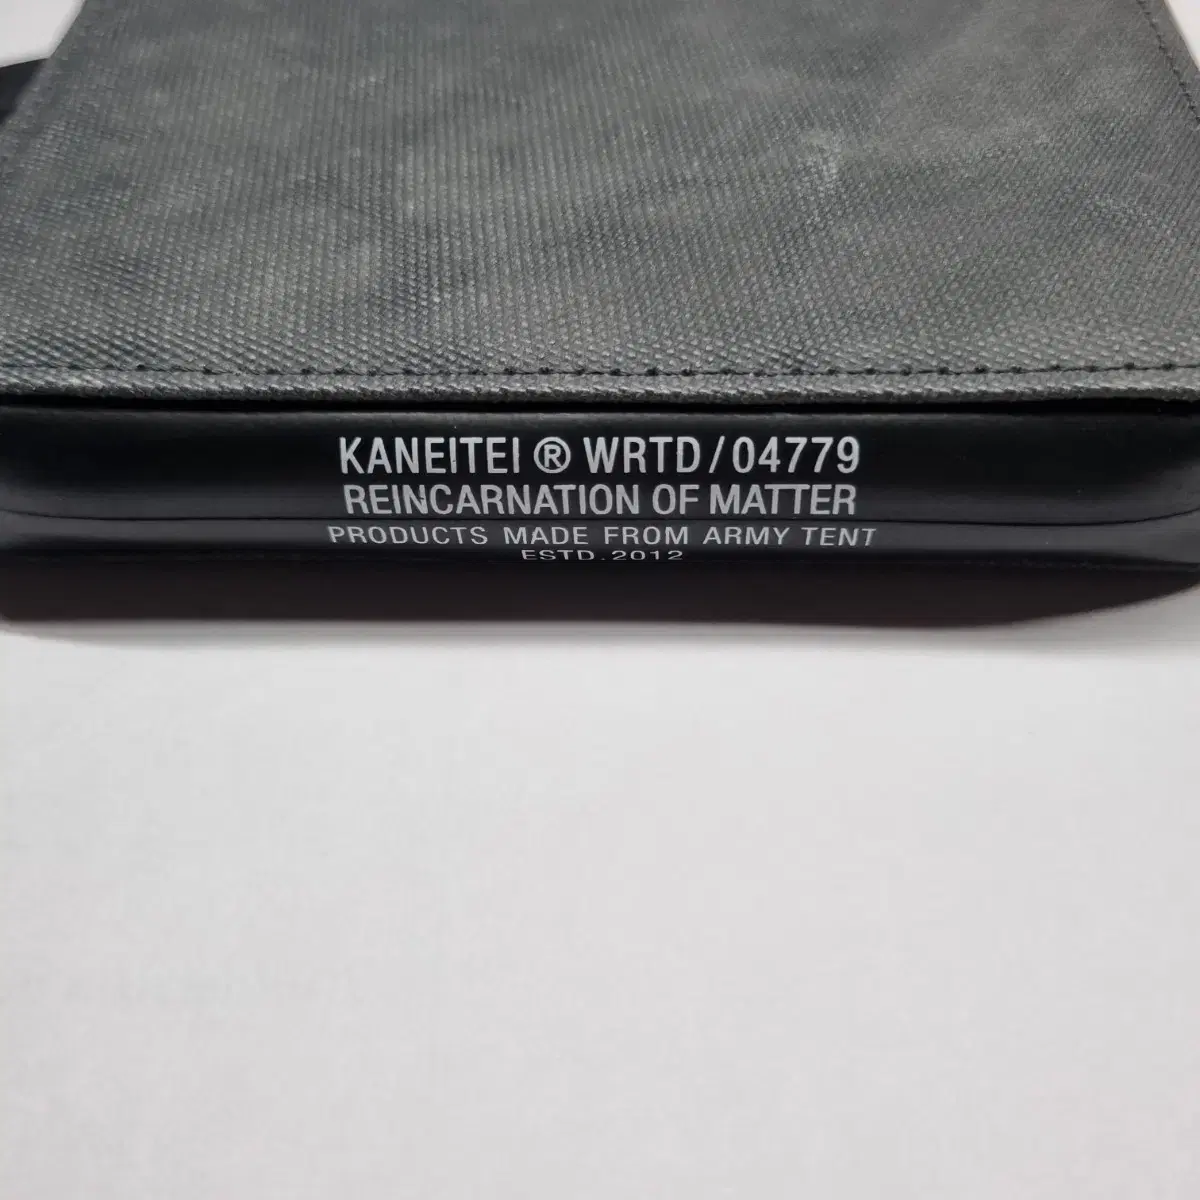 KANEITEI ® WRTD / 04779
REINCARNATION OF MATTER
PRODUCTS MADE FROM ARMY TENT
ESTD. 2012